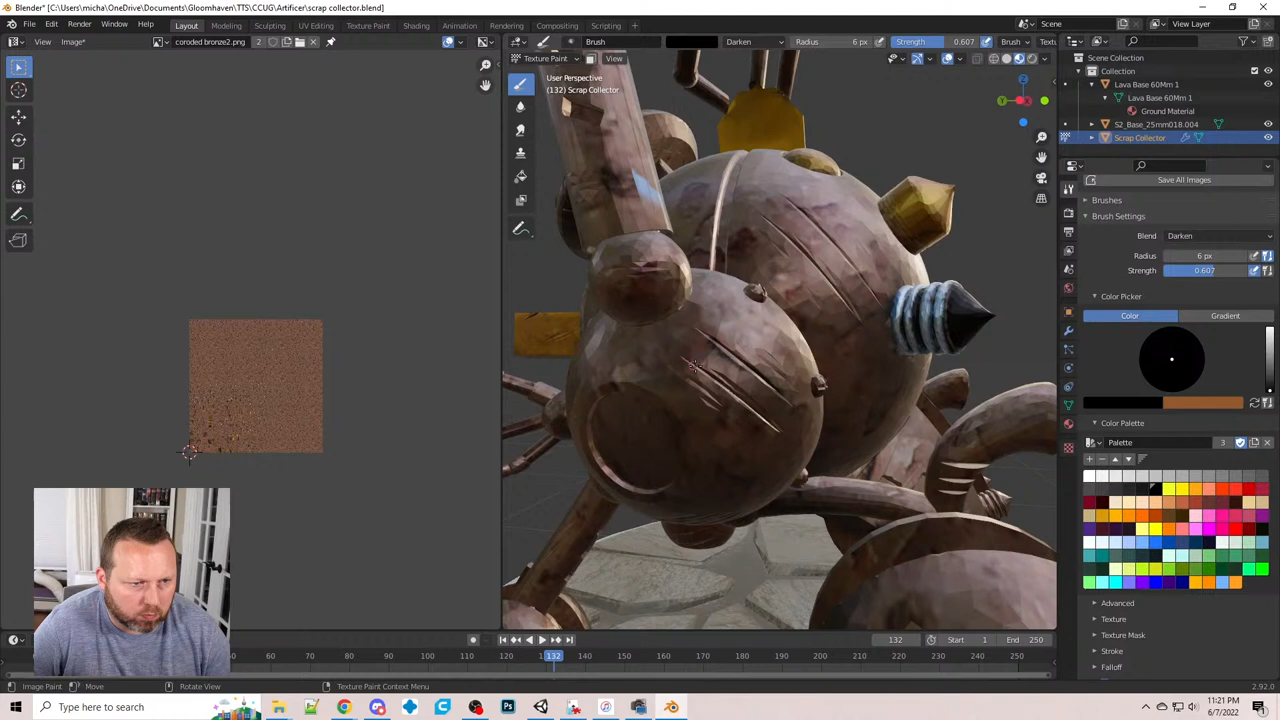 Blender* [C:\Users\micha\OneDrive\Documents\Gloomhaven\TTS\CCUG\Artificer\scrap collector.blend]
File Edit Render Window Help Layout Modeling Sculpting UV Editing Texture Paint Shading Animation Rendering Compositing Scripting Scene View Layer
View Image* coroded bronze2.png 2 Brush Darken Radius 6 px Strength 0.607 Brush
Texture Paint View
User Perspective
(132) Scrap Collector
Scene Collection
Collection
Lava Base 60Mm 1
Lava Base 60Mm 1
Ground Material
S2_Base_25mm018.004
Scrap Collector
Save All Images
Brushes
Brush Settings
Blend Darken
Radius 6 px
Strength 0.607
Color Picker
Color Gradient
Color Palette
Palette 3
Advanced
Texture
Texture Mask
Stroke
Falloff
132 Start 1 End 250
60 70 80 90 100 110 120 132 140 150 160 170 180 190 200 210 220 230 240 250
Image Paint Move Rotate View Texture Paint Context Menu 2.92.0
Type here to search
11:21 PM
6/7/2022